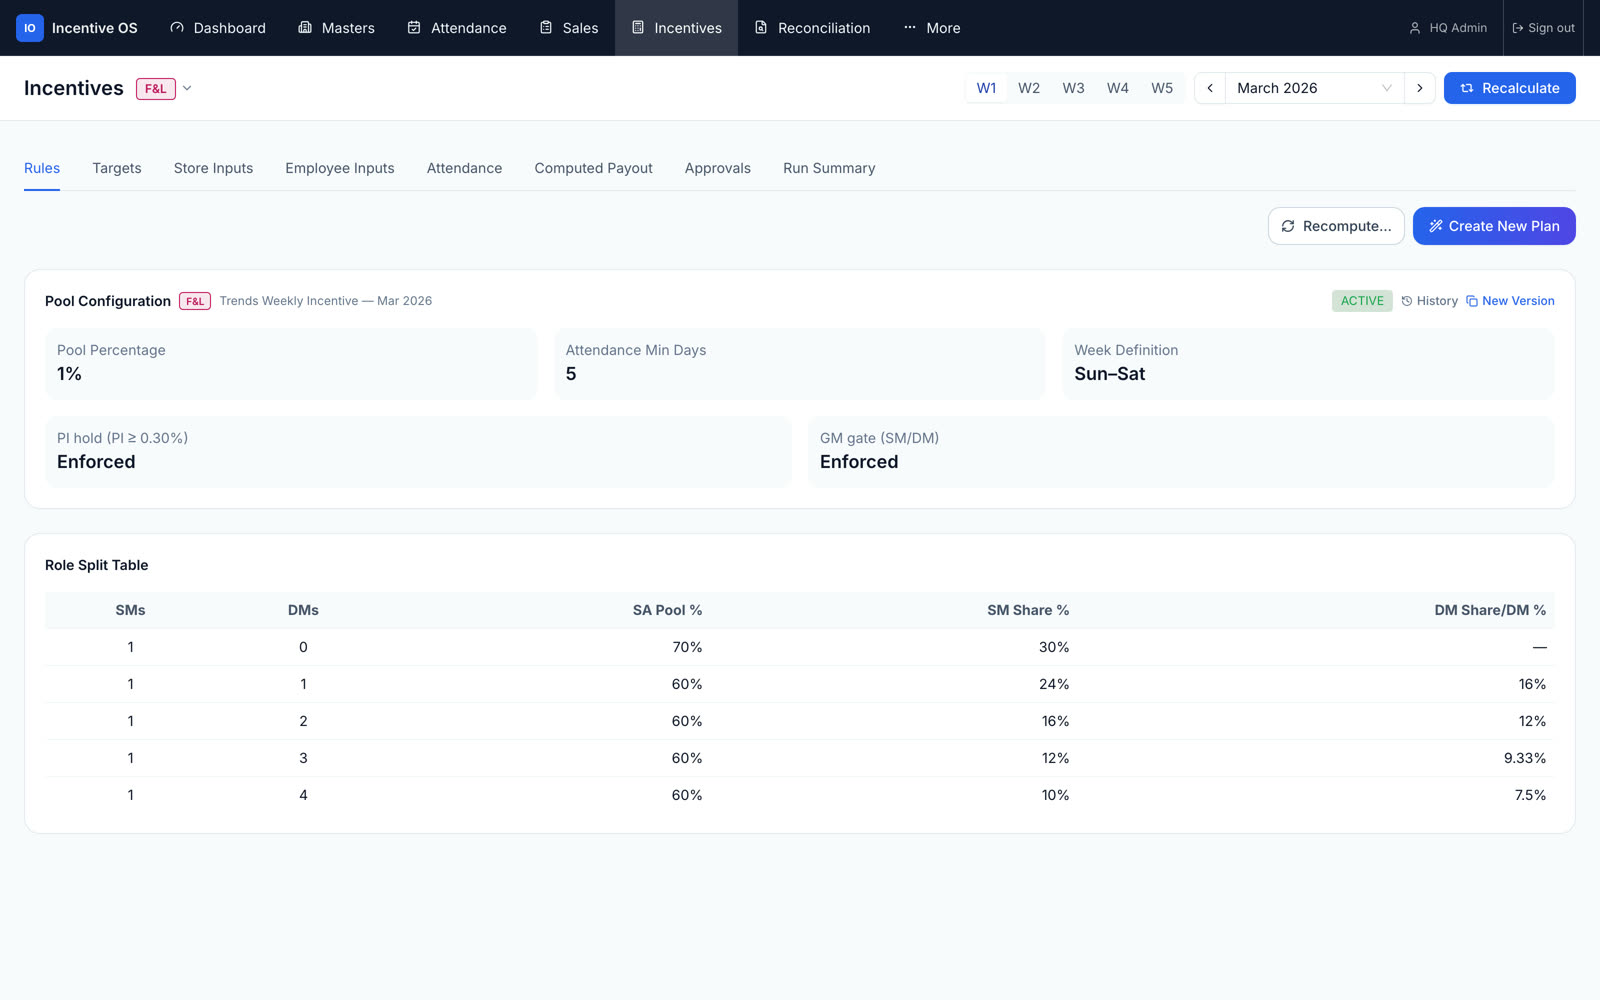 IO Incentive OS Dashboard Masters Attendance Sales Incentives Reconciliation ••• More HQ Admin Sign out
Incentives F&L W1 W2 W3 W4 W5 March 2026 Recalculate
Rules Targets Store Inputs Employee Inputs Attendance Computed Payout Approvals Run Summary
Recompute... Create New Plan
Pool Configuration F&L Trends Weekly Incentive — Mar 2026 ACTIVE History New Version
Pool Percentage Attendance Min Days Week Definition
1% 5 Sun–Sat
PI hold (PI ≥ 0.30%) GM gate (SM/DM)
Enforced Enforced
Role Split Table
SMs DMs SA Pool % SM Share % DM Share/DM %
1 0 70% 30% —
1 1 60% 24% 16%
1 2 60% 16% 12%
1 3 60% 12% 9.33%
1 4 60% 10% 7.5%